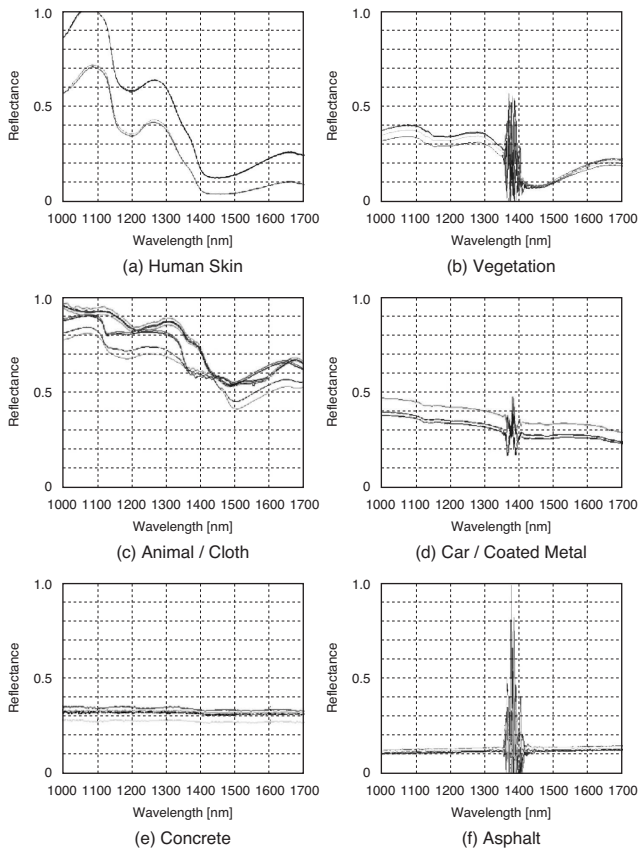 1.0
0.5
0
Reflectance
1000 1100 1200 1300 1400 1500 1600 1700
Wavelength [nm]
(a) Human Skin
1.0
0.5
0
Reflectance
1000 1100 1200 1300 1400 1500 1600 1700
Wavelength [nm]
(b) Vegetation
1.0
0.5
0
Reflectance
1000 1100 1200 1300 1400 1500 1600 1700
Wavelength [nm]
(c) Animal / Cloth
1.0
0.5
0
Reflectance
1000 1100 1200 1300 1400 1500 1600 1700
Wavelength [nm]
(d) Car / Coated Metal
1.0
0.5
0
Reflectance
1000 1100 1200 1300 1400 1500 1600 1700
Wavelength [nm]
(e) Concrete
1.0
0.5
0
Reflectance
1000 1100 1200 1300 1400 1500 1600 1700
Wavelength [nm]
(f) Asphalt